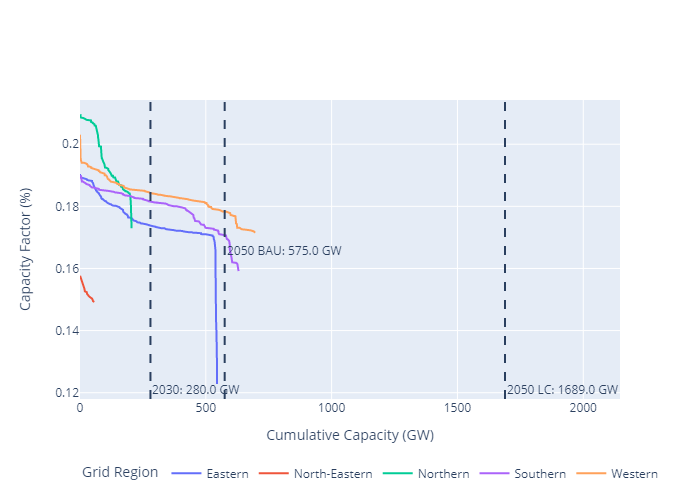 0.2
0.18
0.16
0.14
0.12
Capacity Factor (%)
2050 BAU: 575.0 GW
2030: 280.0 GW
2050 LC: 1689.0 GW
0
500
1000
1500
2000
Cumulative Capacity (GW)
Grid Region
Eastern
North-Eastern
Northern
Southern
Western